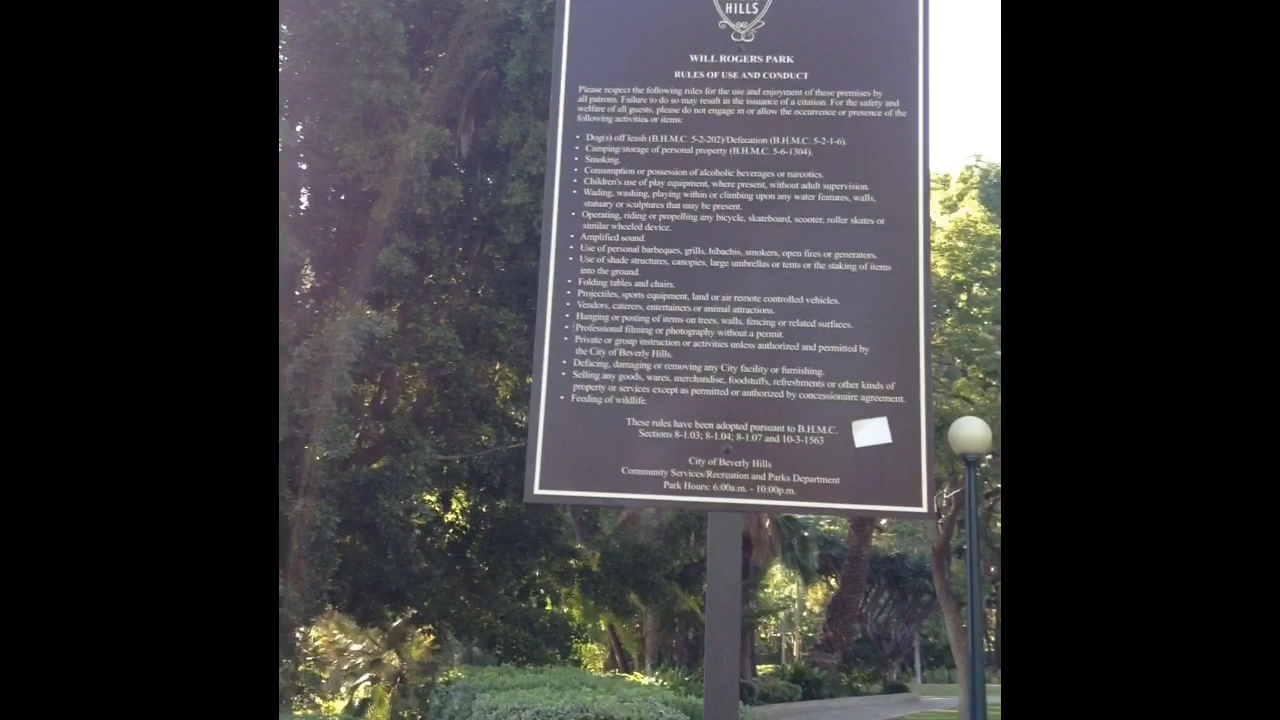 HILLS
WILL ROGERS PARK
RULES OF USE AND CONDUCT
Please respect the following rules for the use and enjoyment of these premises by
all patrons. Failure to do so may result in the issuance of a citation. For the safety and
welfare of all guests, please do not engage in or allow the occurrence or presence of the
following activities or items:
• Dog(s) off leash (B.H.M.C. 5-2-202)/Defecation (B.H.M.C. 5-2-1-6).
• Camping/storage of personal property (B.H.M.C. 5-6-1304).
• Smoking.
• Consumption or possession of alcoholic beverages or narcotics.
• Children's use of play equipment, where present, without adult supervision.
• Wading, washing, playing within or climbing upon any water features, walls,
statuary or sculptures that may be present.
• Operating, riding or propelling any bicycle, skateboard, scooter, roller skates or
similar wheeled device.
• Amplified sound.
• Use of personal barbeques, grills, hibachis, smokers, open fires or generators.
• Use of shade structures, canopies, large umbrellas or tents or the staking of items
into the ground.
• Folding tables and chairs.
• Projectiles, sports equipment, land or air remote controlled vehicles.
• Vendors, caterers, entertainers or animal attractions.
• Hanging or posting of items on trees, walls, fencing or related surfaces.
• Professional filming or photography without a permit.
• Private or group instruction or activities unless authorized and permitted by
the City of Beverly Hills.
• Defacing, damaging or removing any City facility or furnishing.
• Selling any goods, wares, merchandise, foodstuffs, refreshments or other kinds of
property or services except as permitted or authorized by concessionaire agreement.
• Feeding of wildlife.
These rules have been adopted pursuant to B.H.M.C.
Sections 8-1.03; 8-1.04; 8-1.07 and 10-3-1563
City of Beverly Hills
Community Services/Recreation and Parks Department
Park Hours: 6:00a.m. - 10:00p.m.